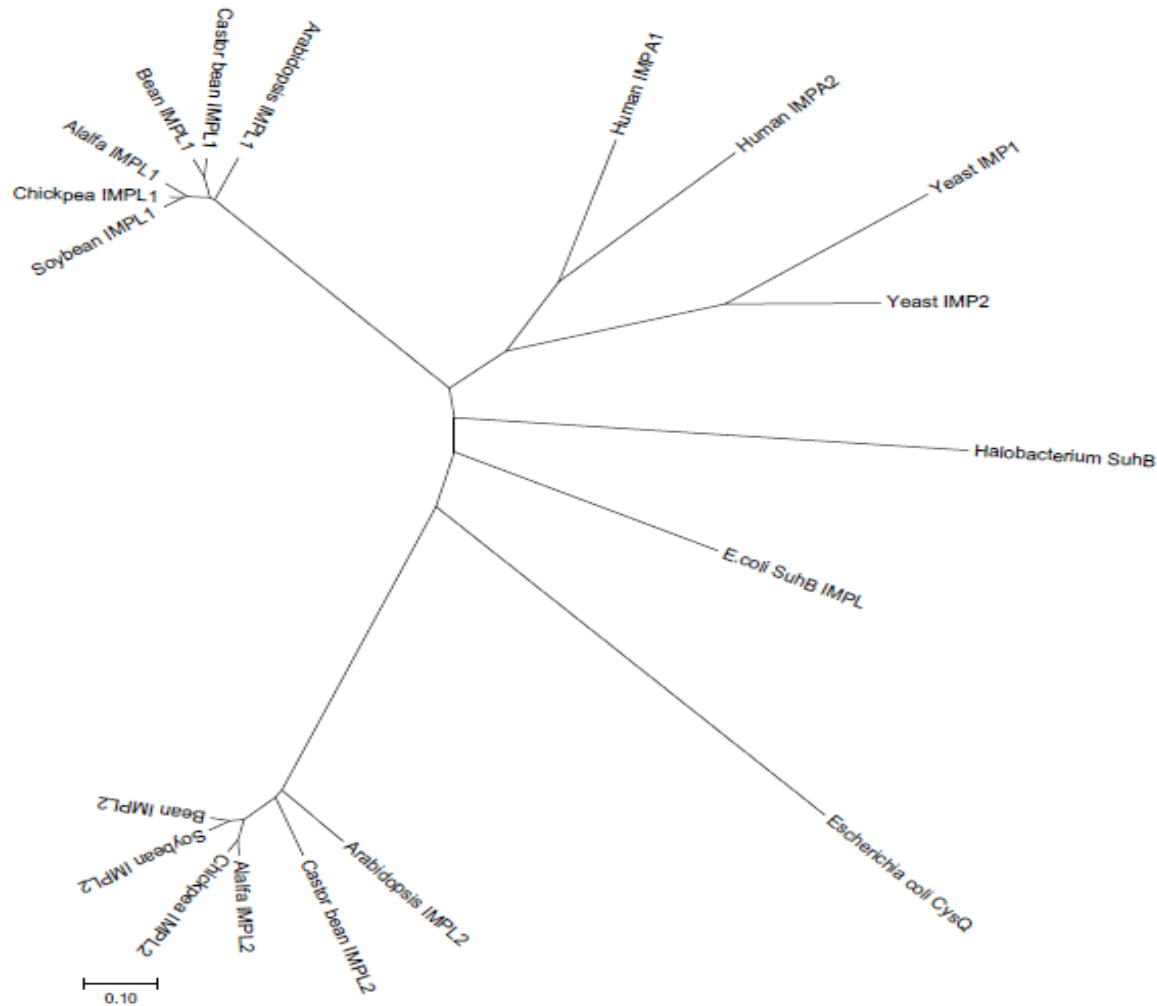 Arabidopsis IMPL1
Castor bean IMPL1
Bean IMPL1
Alalfa IMPL1
Chickpea IMPL1
Soybean IMPL1
Human IMPA1
Human IMPA2
Yeast IMP1
Yeast IMP2
Halobacterium SuhB
E.coli SuhB IMPL
Escherichia coli CysQ
Bean IMPL2
Soybean IMPL2
Chickpea IMPL2
Alalfa IMPL2
Castor bean IMPL2
Arabidopsis IMPL2
0.10